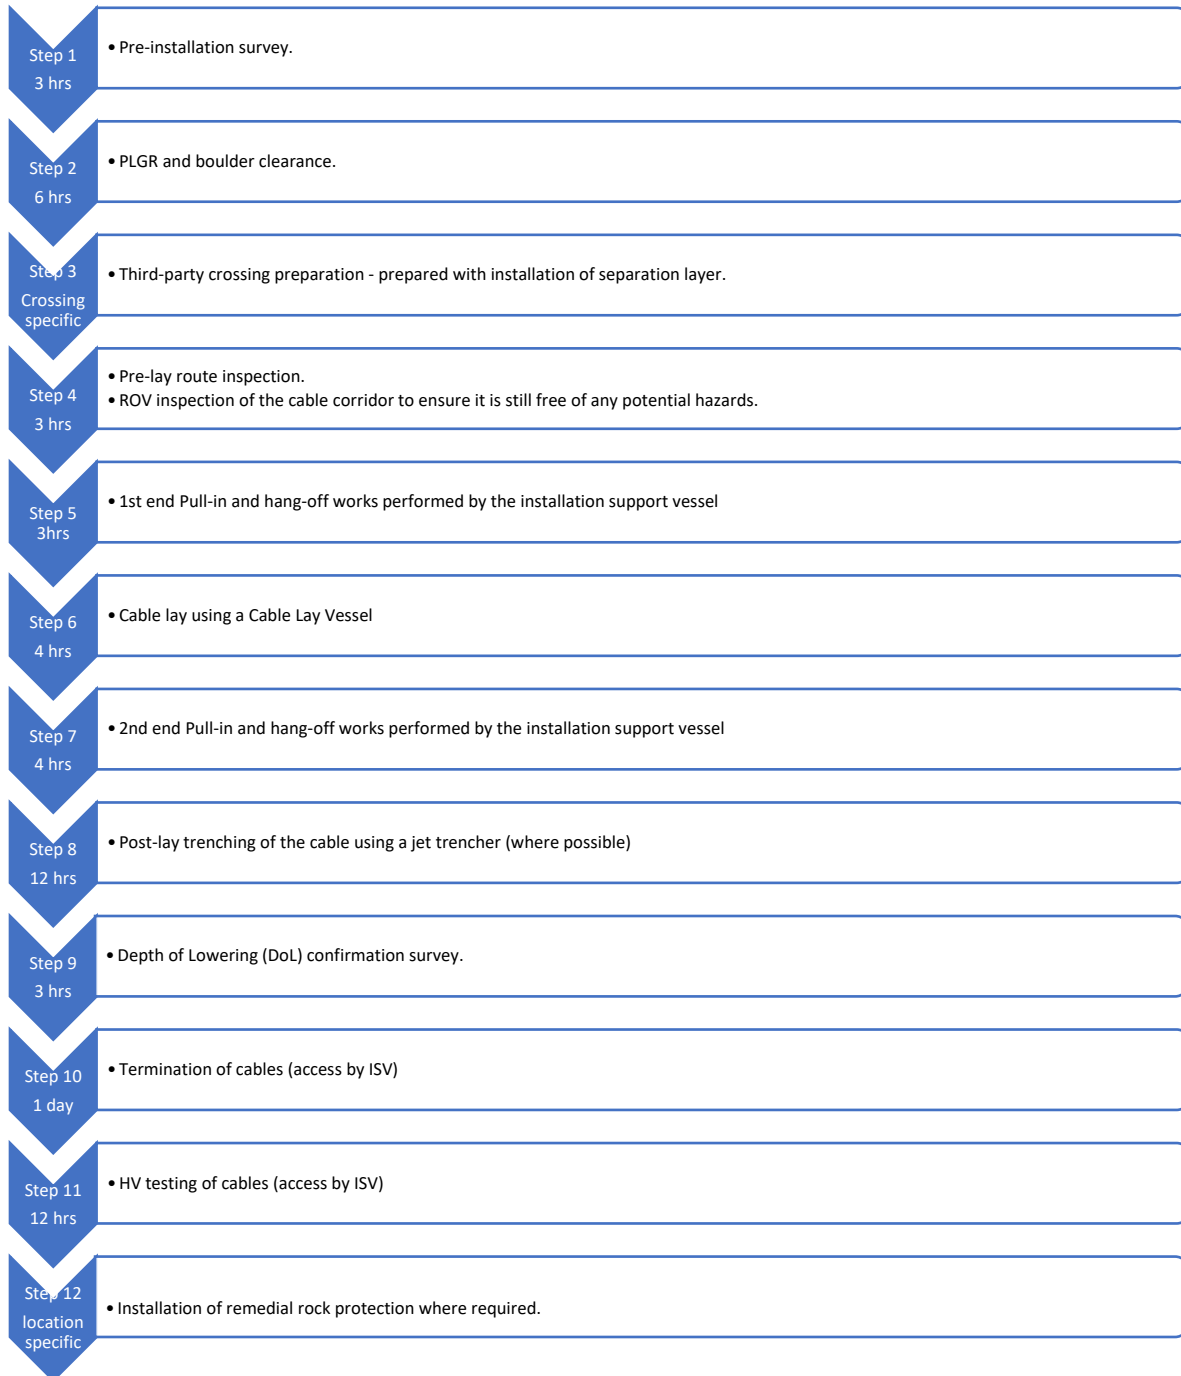 Step 1
3 hrs
• Pre-installation survey.
Step 2
6 hrs
• PLGR and boulder clearance.
Step 3
Crossing
specific
• Third-party crossing preparation - prepared with installation of separation layer.
Step 4
3 hrs
• Pre-lay route inspection.
• ROV inspection of the cable corridor to ensure it is still free of any potential hazards.
Step 5
3hrs
• 1st end Pull-in and hang-off works performed by the installation support vessel
Step 6
4 hrs
• Cable lay using a Cable Lay Vessel
Step 7
4 hrs
• 2nd end Pull-in and hang-off works performed by the installation support vessel
Step 8
12 hrs
• Post-lay trenching of the cable using a jet trencher (where possible)
Step 9
3 hrs
• Depth of Lowering (DoL) confirmation survey.
Step 10
1 day
• Termination of cables (access by ISV)
Step 11
12 hrs
• HV testing of cables (access by ISV)
Step 12
location
specific
• Installation of remedial rock protection where required.